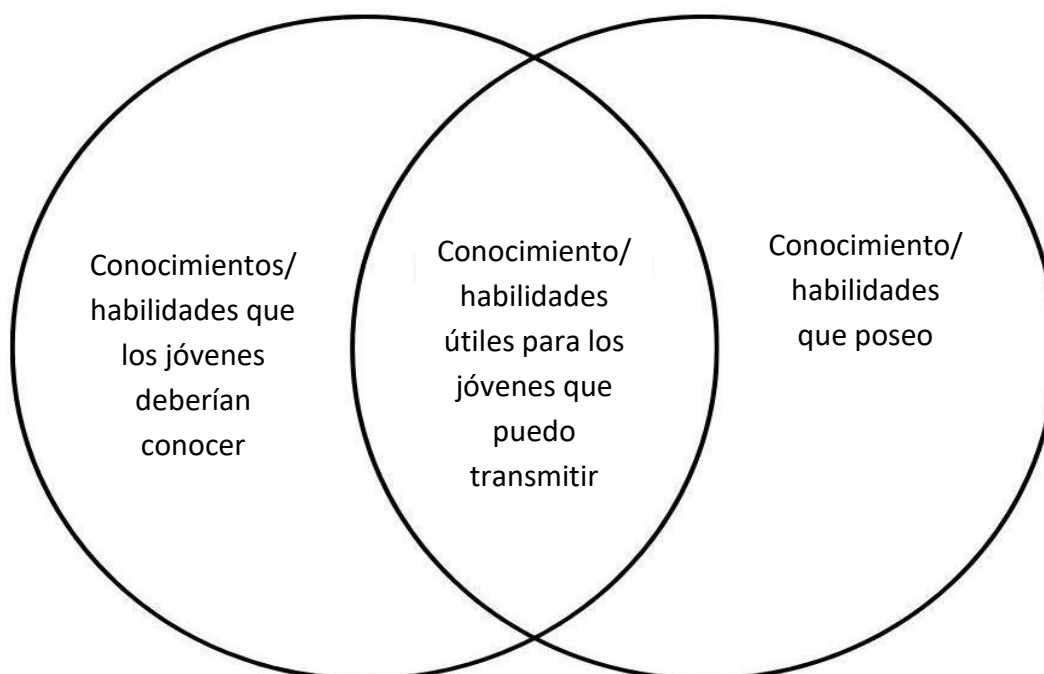 Conocimientos/
habilidades que
los jóvenes
deberían
conocer
Conocimiento/
habilidades
útiles para los
jóvenes que
puedo
transmitir
Conocimiento/
habilidades
que poseo